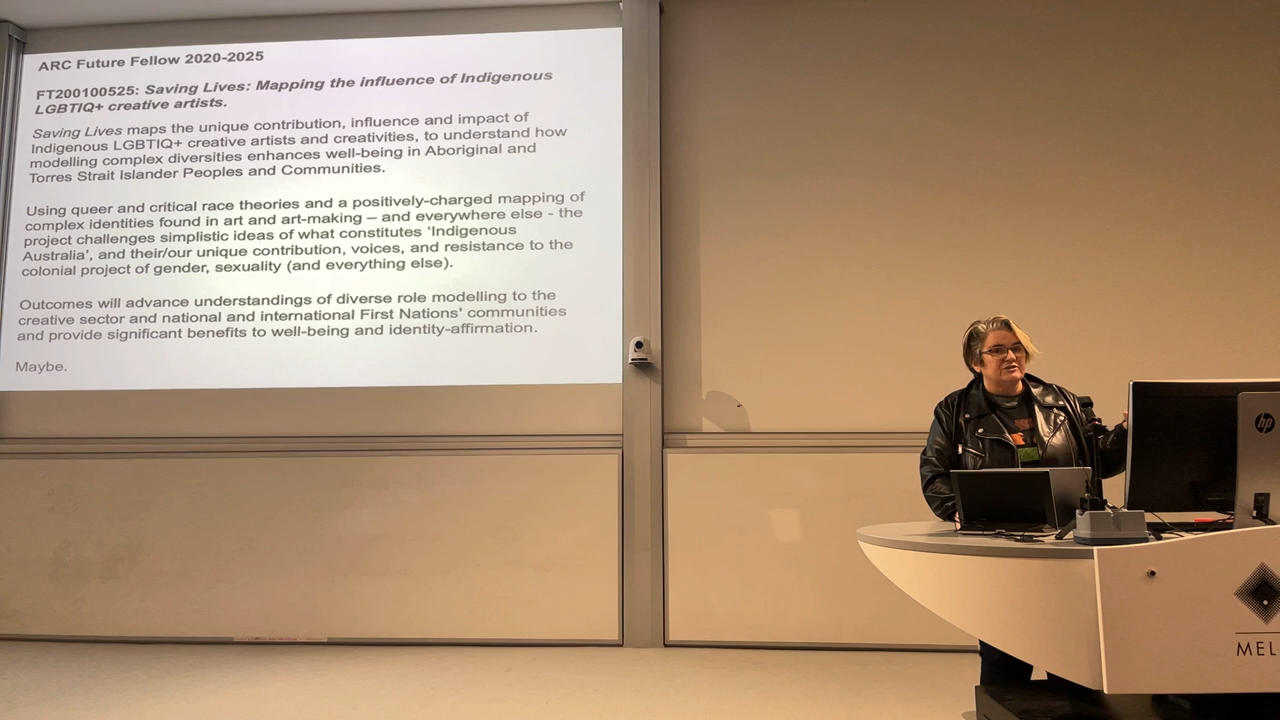 ARC Future Fellow 2020-2025
FT200100525: Saving Lives: Mapping the influence of Indigenous
LGBTIQ+ creative artists.
Saving Lives maps the unique contribution, influence and impact of
Indigenous LGBTIQ+ creative artists and creativities, to understand how
modelling complex diversities enhances well-being in Aboriginal and
Torres Strait Islander Peoples and Communities.
Using queer and critical race theories and a positively-charged mapping of
complex identities found in art and art-making – and everywhere else - the
project challenges simplistic ideas of what constitutes ‘Indigenous
Australia’, and their/our unique contribution, voices, and resistance to the
colonial project of gender, sexuality (and everything else).
Outcomes will advance understandings of diverse role modelling to the
creative sector and national and international First Nations’ communities
and provide significant benefits to well-being and identity-affirmation.
Maybe.
hp
MEL